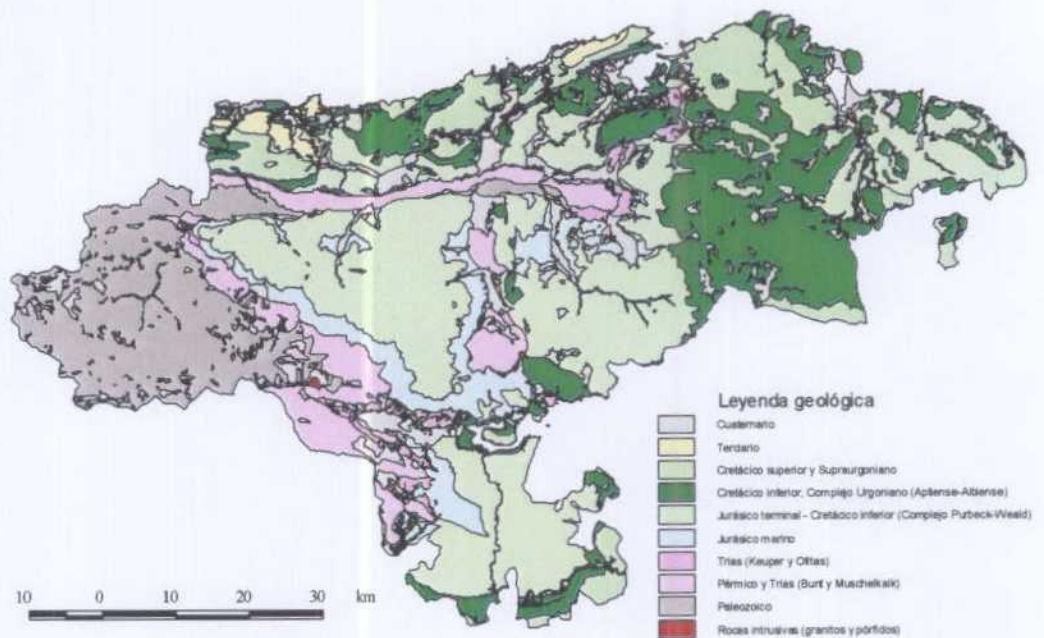 Leyenda geológica
Cuaternario
Terciario
Cretácico superior y Supraurgoniano
Cretácico inferior, Complejo Urgoniano (Aptiense-Albiense)
Jurásico terminal - Cretácico inferior (Complejo Purbeck-Weald)
Jurásico marino
Trías (Keuper y Ofitas)
Pérmico y Trías (Bunt y Muschelkalk)
Paleozoico
Rocas intrusivas (granitos y pórfidos)
10 0 10 20 30 km